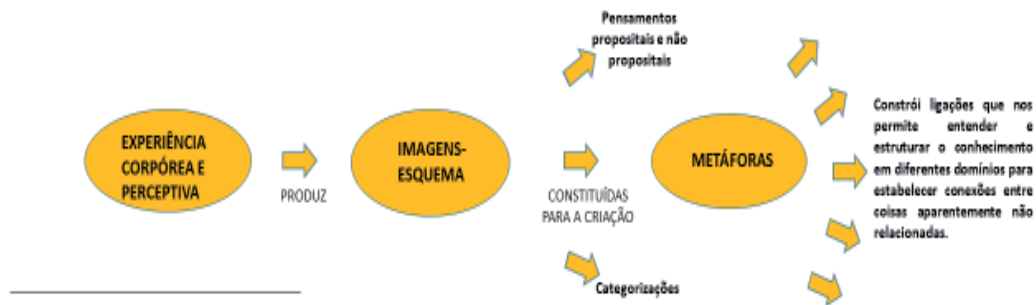 Pensamentos
propositais e não
propositais
EXPERIÊNCIA
CORPÓREA E
PERCEPTIVA
PRODUZ
IMAGENS-
ESQUEMA
CONSTITUÍDAS
PARA A CRIAÇÃO
METÁFORAS
Constrói ligações que nos
permite entender e
estruturar o conhecimento
em diferentes domínios para
estabelecer conexões entre
coisas aparentemente não
relacionadas.
Categorizações